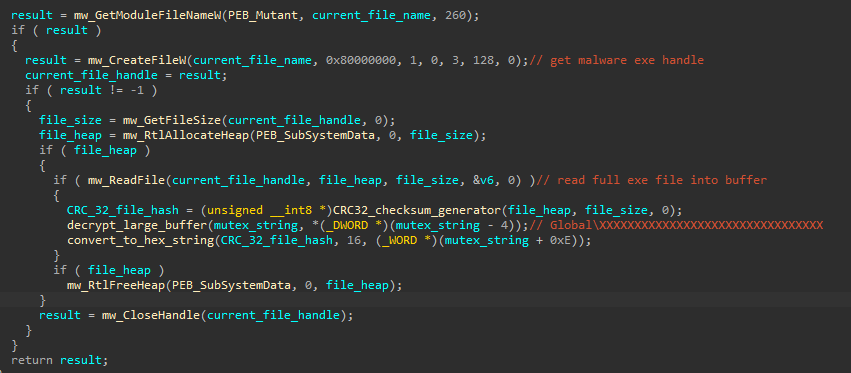 result = mw_GetModuleFileNameW(PEB_Mutant, current_file_name, 260);
if ( result )
{
result = mw_CreateFileW(current_file_name, 0x80000000, 1, 0, 3, 128, 0);// get malware exe handle
current_file_handle = result;
if ( result != -1 )
{
file_size = mw_GetFileSize(current_file_handle, 0);
file_heap = mw_RtlAllocateHeap(PEB_SubSystemData, 0, file_size);
if ( file_heap )
{
if ( mw_ReadFile(current_file_handle, file_heap, file_size, &v6, 0) )// read full exe file into buffer
{
CRC_32_file_hash = (unsigned __int8 *)CRC32_checksum_generator(file_heap, file_size, 0);
decrypt_large_buffer(mutex_string, *(_DWORD *)(mutex_string - 4));// Global\XXXXXXXXXXXXXXXXXXXXXXXXXXXXXXXX
convert_to_hex_string(CRC_32_file_hash, 16, (_WORD *)(mutex_string + 0xE));
}
if ( file_heap )
mw_RtlFreeHeap(PEB_SubSystemData, 0, file_heap);
}
result = mw_CloseHandle(current_file_handle);
}
}
return result;